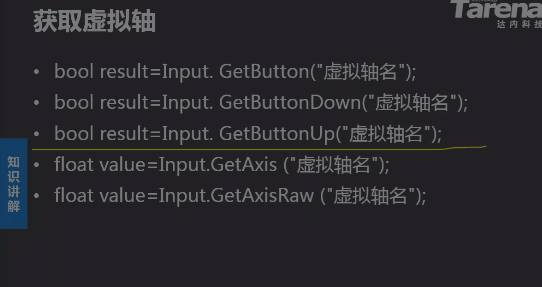 Tarena
达内科技
获取虚拟轴
• bool result=Input. GetButton("虚拟轴名");
• bool result=Input. GetButtonDown("虚拟轴名");
• bool result=Input. GetButtonUp("虚拟轴名");
• float value=Input.GetAxis ("虚拟轴名");
• float value=Input.GetAxisRaw ("虚拟轴名");
知识讲解